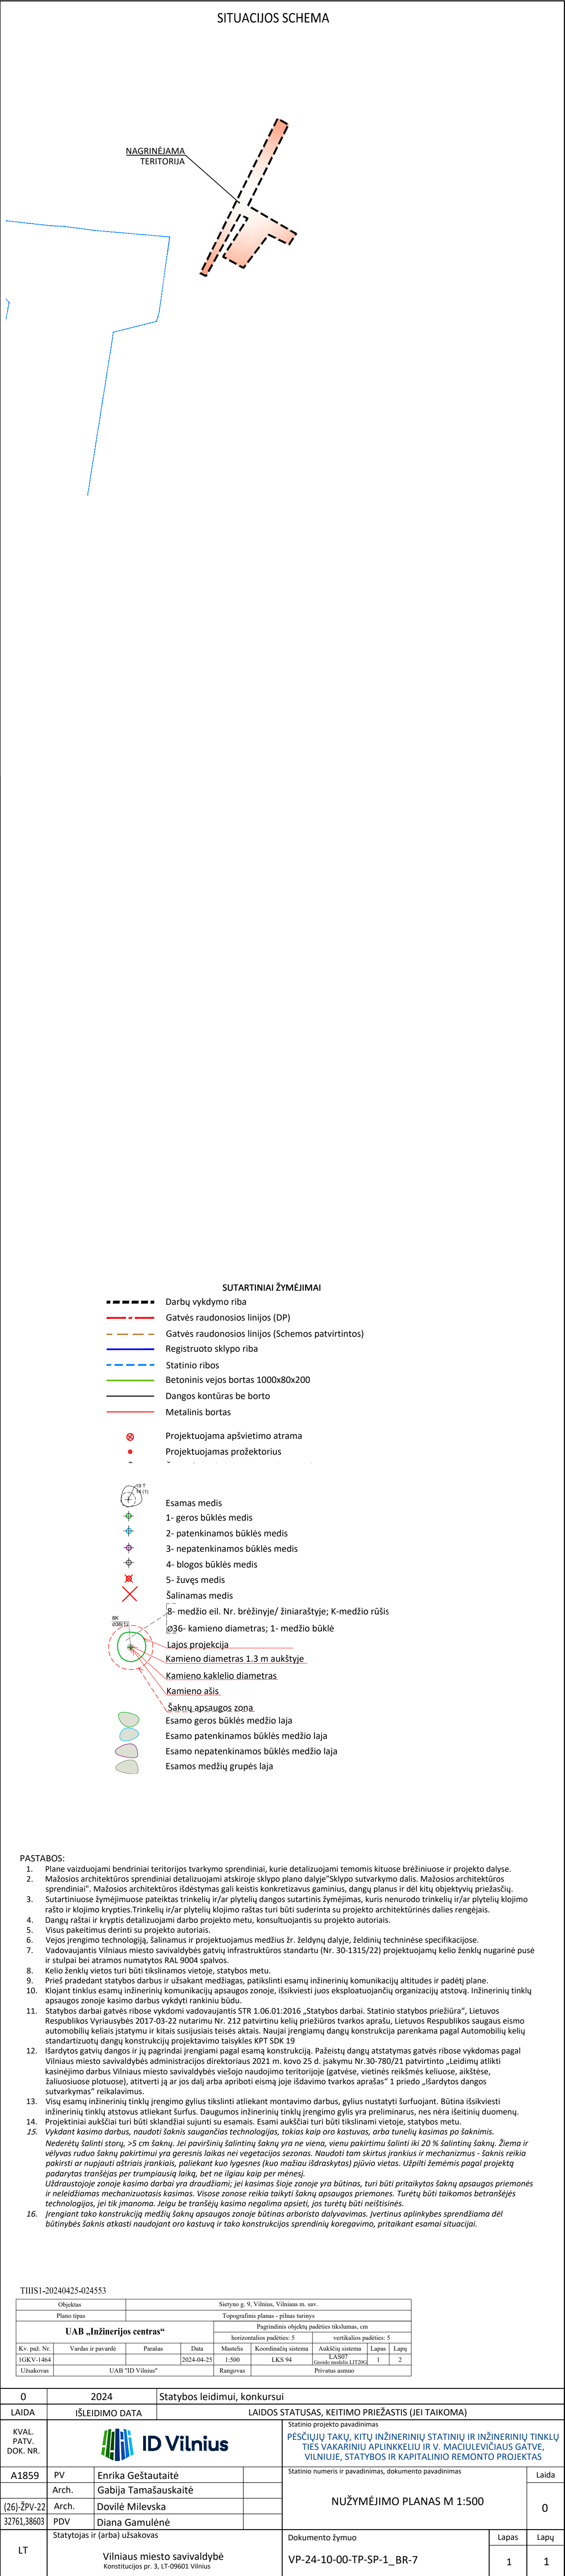 SITUACIJOS SCHEMA
NAGRINĖJAMA
TERITORIJA
SUTARTINIAI ŽYMĖJIMAI
Darbų vykdymo riba
Gatvės raudonosios linijos (DP)
Gatvės raudonosios linijos (Schemos patvirtintos)
Registruoto sklypo riba
Statinio ribos
Betoninis vejos bortas 1000x80x200
Dangos kontūras be borto
Metalinis bortas
Projektuojama apšvietimo atrama
Projektuojamas prožektorius
Esamas medis
1- geros būklės medis
2- patenkinamos būklės medis
3- nepatenkinamos būklės medis
4- blogos būklės medis
5- žuvęs medis
Šalinamas medis
8K
Ø36(1)
8- medžio eil. Nr. brėžinyje/ žiniaraštyje; K-medžio rūšis
Ø36- kamieno diametras; 1- medžio būklė
Lajos projekcija
Kamieno diametras 1.3 m aukštyje
Kamieno kaklelio diametras
Kamieno ašis
Šaknų apsaugos zona
Esamo geros būklės medžio laja
Esamo patenkinamos būklės medžio laja
Esamo nepatenkinamos būklės medžio laja
Esamos medžių grupės laja
PASTABOS:
1. Plane vaizduojami bendriniai teritorijos tvarkymo sprendiniai, kurie detalizuojami temomis kituose brėžiniuose ir projekto dalyse.
2. Mažosios architektūros sprendiniai detalizuojami atskiroje sklypo plano dalyje"Sklypo sutvarkymo dalis. Mažosios architektūros
sprendiniai". Mažosios architektūros išdėstymas gali keistis konkretizavus gaminius, dangų planus ir dėl kitų objektyvių priežasčių.
3. Sutartiniuose žymėjimuose pateiktas trinkelių ir/ar plytelių dangos sutartinis žymėjimas, kuris nenurodo trinkelių ir/ar plytelių klojimo
rašto ir klojimo krypties.Trinkelių ir/ar plytelių klojimo raštas turi būti suderinta su projekto architektūrinės dalies rengėjais.
4. Dangų raštai ir kryptis detalizuojami darbo projekto metu, konsultuojantis su projekto autoriais.
5. Visus pakeitimus derinti su projekto autoriais.
6. Vejos įrengimo technologiją, šalinamus ir projektuojamus medžius žr. želdynų dalyje, želdinių techninėse specifikacijose.
7. Vadovaujantis Vilniaus miesto savivaldybės gatvių infrastruktūros standartu (Nr. 30-1315/22) projektuojamų kelio ženklų nugarinė pusė
ir stulpai bei atramos numatytos RAL 9004 spalvos.
8. Kelio ženklų vietos turi būti tikslinamos vietoje, statybos metu.
9. Prieš pradedant statybos darbus ir užsakant medžiagas, patikslinti esamų inžinerinių komunikacijų altitudes ir padėtį plane.
10. Klojant tinklus esamų inžinerinių komunikacijų apsaugos zonoje, išsikviesti juos eksploatuojančių organizacijų atstovą. Inžinerinių tinklų
apsaugos zonoje kasimo darbus vykdyti rankiniu būdu.
11. Statybos darbai gatvės ribose vykdomi vadovaujantis STR 1.06.01:2016 „Statybos darbai. Statinio statybos priežiūra“, Lietuvos
Respublikos Vyriausybės 2017-03-22 nutarimu Nr. 212 patvirtinu kelių priežiūros tvarkos aprašu, Lietuvos Respublikos saugaus eismo
automobilių keliais įstatymu ir kitais susijusiais teisės aktais. Naujai įrengiamų dangų konstrukcija parenkama pagal Automobilių kelių
standartizuotų dangų konstrukcijų projektavimo taisykles KPT SDK 19
12. Išardytos gatvių dangos ir jų pagrindai įrengiami pagal esamą konstrukciją. Pažeistų dangų atstatymas gatvės ribose vykdomas pagal
Vilniaus miesto savivaldybės administracijos direktoriaus 2021 m. kovo 25 d. įsakymu Nr.30-780/21 patvirtinto „Leidimų atlikti
kasinėjimo darbus Vilniaus miesto savivaldybės viešojo naudojimo teritorijoje (gatvėse, vietinės reikšmės keliuose, aikštėse,
žaliuosiuose plotuose), atitverti ją ar jos dalį arba apriboti eismą joje išdavimo tvarkos aprašas“ 1 priedo „Išardytos dangos
sutvarkymas“ reikalavimus.
13. Visų esamų inžinerinių tinklų įrengimo gylius tikslinti atliekant montavimo darbus, gylius nustatyti šurfuojant. Būtina išsikviesti
inžinerinių tinklų atstovus atliekant šurfus. Daugumos inžinerinių tinklų įrengimo gylis yra preliminarus, nes nėra išeitinių duomenų.
14. Projektiniai aukščiai turi būti sklandžiai sujunti su esamais. Esami aukščiai turi būti tikslinami vietoje, statybos metu.
15. Vykdant kasimo darbus, naudoti šaknis saugančias technologijas, tokias kaip oro kastuvas, arba tunelių kasimas po šaknimis.
Nederėtų šalinti storų, >5 cm šaknų. Jei paviršinių šalintinų šaknų yra ne viena, vienu pakirtimu šalinti iki 20 % šalintinų šaknų. Žiema ir
vėlyvas ruduo šaknų pakirtimui yra geresnis laikas nei vegetacijos sezonas. Naudoti tam skirtus įrankius ir mechanizmus - šaknis reikia
pakirsti ar nupjauti aštriais įrankiais, paliekant kuo lygesnes (kuo mažiau išdraskytas) pjūvio vietas. Užpilti žemėmis pagal projektą
padarytas tranšėjas per trumpiausią laiką, bet ne ilgiau kaip per mėnesį.
Uždraustojoje zonoje kasimo darbai yra draudžiami; jei kasimas šioje zonoje yra būtinas, turi būti pritaikytos šaknų apsaugos priemonės
ir neleidžiamas mechanizuotasis kasimas. Visose zonose reikia taikyti šaknų apsaugos priemones. Turėtų būti taikomos betranšėjės
technologijos, jei tik įmanoma. Jeigu be tranšėjų kasimo negalima apsieiti, jos turėtų būti neištisinės.
16. Įrengiant tako konstrukciją medžių šaknų apsaugos zonoje būtinas arboristo dalyvavimas. Įvertinus aplinkybes sprendžiama dėl
būtinybės šaknis atkasti naudojant oro kastuvą ir tako konstrukcijos sprendinių koregavimo, pritaikant esamai situacijai.
TIIIS1-20240425-024553
Objektas Sietyno g. 9, Vilnius, Vilniaus m. sav.
Plano tipas Topografinis planas - pilnas turinys
UAB „Inžinerijos centras“ Pagrindinių objektų padėties tikslumas, cm
horizontalios padėties: 5 vertikalios padėties: 5
Kv. paž. Nr. Vardas ir pavardė Parašas Data Mastelis Koordinačių sistema Aukščių sistema Lapas Lapų
1GKV-1464 2024-04-25 1:500 LKS 94 LAS07 1 2
Geoido modelis LIT20G
Užsakovas UAB "ID Vilnius" Rangovas Privatus asmuo
0 2024 Statybos leidimui, konkursui
LAIDA IŠLEIDIMO DATA LAIDOS STATUSAS, KEITIMO PRIEŽASTIS (JEI TAIKOMA)
KVAL.
PATV.
DOK. NR.
ID Vilnius
Statinio projekto pavadinimas
PĖSČIŲJŲ TAKŲ, KITŲ INŽINERINIŲ STATINIŲ IR INŽINERINIŲ TINKLŲ
TIES VAKARINIU APLINKKELIU IR V. MACIULEVIČIAUS GATVE,
VILNIUJE, STATYBOS IR KAPITALINIO REMONTO PROJEKTAS
A1859 PV Enrika Geštautaitė
Arch. Gabija Tamašauskaitė
(26)-ŽPV-22 Arch. Dovilė Milevska
32761,38603 PDV Diana Gamulėnė
Statinio numeris ir pavadinimas, dokumento pavadinimas
NUŽYMĖJIMO PLANAS M 1:500
Laida
0
LT
Statytojas ir (arba) užsakovas
Vilniaus miesto savivaldybė
Konstitucijos pr. 3, LT-09601 Vilnius
Dokumento žymuo
VP-24-10-00-TP-SP-1_BR-7
Lapas Lapų
1 1